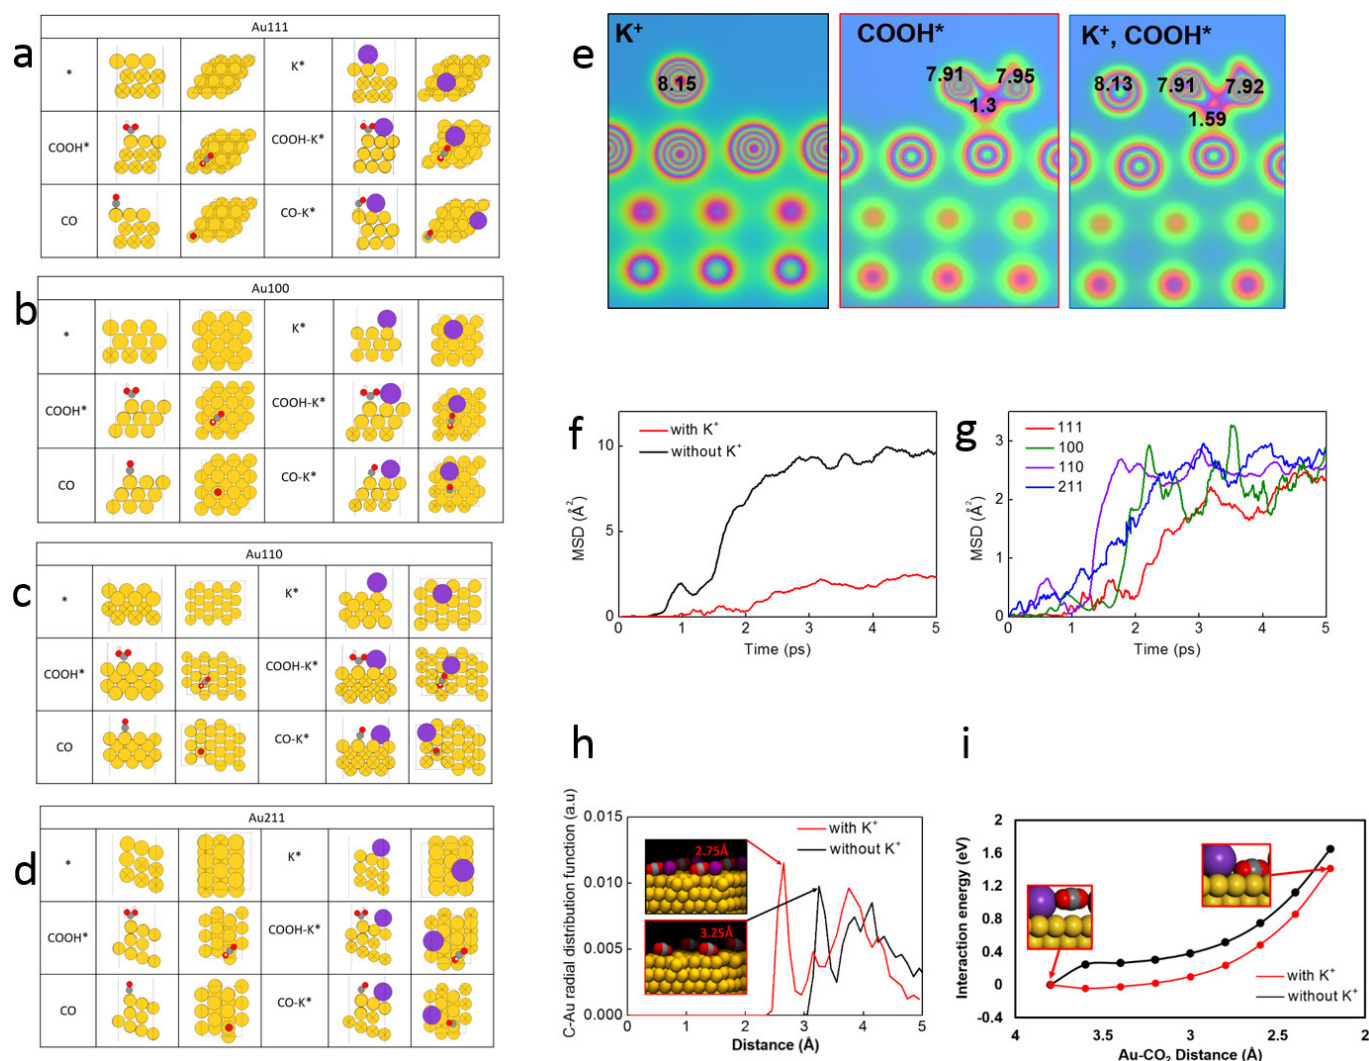 a
Au111
*
K*
COOH*
COOH-K*
CO
CO-K*
b
Au100
*
K*
COOH*
COOH-K*
CO
CO-K*
c
Au110
*
K*
COOH*
COOH-K*
CO
CO-K*
d
Au211
*
K*
COOH*
COOH-K*
CO
CO-K*
e
K⁺
8.15
COOH*
7.91 7.95
1.3
K⁺, COOH*
8.13 7.91 7.92
1.59
f
with K⁺
without K⁺
MSD (Å²)
10
5
0
0 1 2 3 4 5
Time (ps)
g
111
100
110
211
MSD (Å²)
3
2
1
0
0 1 2 3 4 5
Time (ps)
h
C-Au radial distribution function (a.u)
0.015
0.010
0.005
0.000
with K⁺
without K⁺
2.75Å
3.25Å
0 1 2 3 4 5
Distance (Å)
i
Interaction energy (eV)
2
1.6
1.2
0.8
0.4
0
-0.4
with K⁺
without K⁺
4 3.5 3 2.5 2
Au-CO₂ Distance (Å)